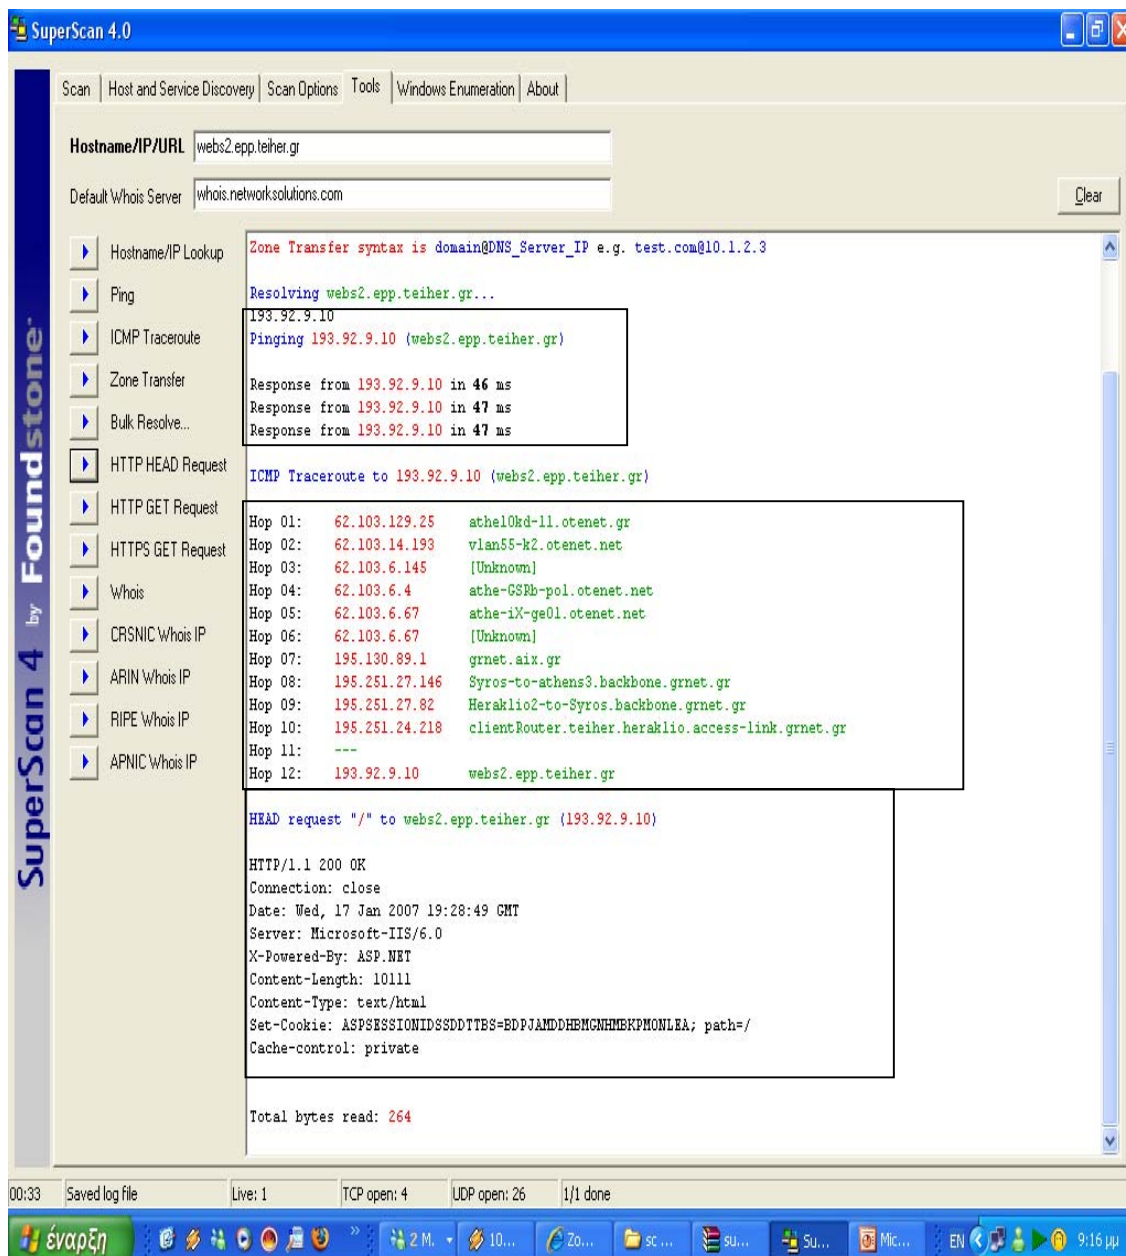 SuperScan 4.0
Scan
Host and Service Discovery
Scan Options
Tools
Windows Enumeration
About
Hostname/IP/URL
webs2.epp.teiher.gr
Default Whois Server
whois.networksolutions.com
Clear
SuperScan 4 by Foundstone
Hostname/IP Lookup
Ping
ICMP Traceroute
Zone Transfer
Bulk Resolve...
HTTP HEAD Request
HTTP GET Request
HTTPS GET Request
Whois
CRSNIC Whois IP
ARIN Whois IP
RIPE Whois IP
APNIC Whois IP
Zone Transfer syntax is domain@DNS_Server_IP e.g. test.com@10.1.2.3
Resolving webs2.epp.teiher.gr...
193.92.9.10
Pinging 193.92.9.10 (webs2.epp.teiher.gr)
Response from 193.92.9.10 in 46 ms
Response from 193.92.9.10 in 47 ms
Response from 193.92.9.10 in 47 ms
ICMP Traceroute to 193.92.9.10 (webs2.epp.teiher.gr)
Hop 01: 62.103.129.25 athe10kd-l1.otenet.gr
Hop 02: 62.103.14.193 vlan55-k2.otenet.net
Hop 03: 62.103.6.145 [Unknown]
Hop 04: 62.103.6.4 athe-GSRb-po1.otenet.net
Hop 05: 62.103.6.67 athe-iX-ge01.otenet.net
Hop 06: 62.103.6.67 [Unknown]
Hop 07: 195.130.89.1 grnet.aix.gr
Hop 08: 195.251.27.146 Syros-to-athens3.backbone.grnet.gr
Hop 09: 195.251.27.82 Heraklio2-to-Syros.backbone.grnet.gr
Hop 10: 195.251.24.218 clientRouter.teiher.heraklio.access-link.grnet.gr
Hop 11: ---
Hop 12: 193.92.9.10 webs2.epp.teiher.gr
HEAD request "/" to webs2.epp.teiher.gr (193.92.9.10)
HTTP/1.1 200 OK
Connection: close
Date: Wed, 17 Jan 2007 19:28:49 GMT
Server: Microsoft-IIS/6.0
X-Powered-By: ASP.NET
Content-Length: 10111
Content-Type: text/html
Set-Cookie: ASPSESSIONIDSSDDTTBS=BDPJAMDDHBMGNHMBKPMONLEA; path=/
Cache-control: private
Total bytes read: 264
00:33
Saved log file
Live: 1
TCP open: 4
UDP open: 26
1/1 done
έναρξη
2 M.
10...
Zo...
sc ...
su...
Su...
Mic...
EN
9:16 μμ